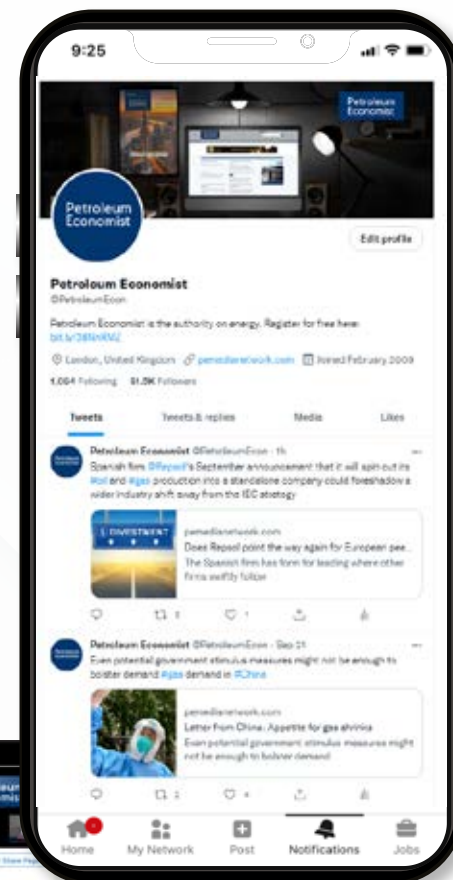 9:25
Petroleum
Economist
Petroleum
Economist
Edit profile
Petroleum Economist
@PetroleumEcon
Petroleum Economist is the authority on energy. Register for free here:
London, United Kingdom pemedianetwork.com Joined February 2009
Following Followers
Tweets Tweets & replies Media Likes
Petroleum Economist @PetroleumEcon · 1h
Spanish firm @Repsol's September announcement that it will spin out its
#oil and #gas production into a standalone company could foreshadow a
wider industry shift away from the IEC strategy
DIVESTMENT
pemedianetwork.com
Does Repsol point the way again for European pee...
The Spanish firm has form for leading where other
firms swiftly follow
Petroleum Economist @PetroleumEcon · Sep 21
Even potential government stimulus measures might not be enough to
bolster demand #gas demand in #China
pemedianetwork.com
Letter from China: Appetite for gas shrinks
Even potential government stimulus measures might
not be enough to bolster demand
Home My Network Post Notifications Jobs